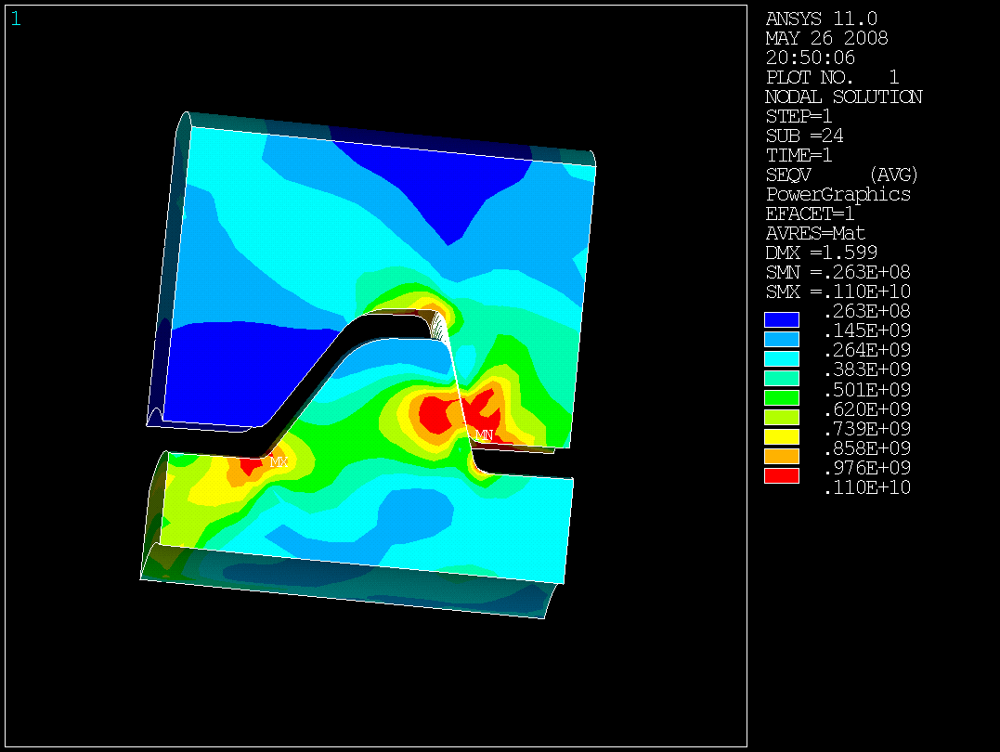 1
ANSYS 11.0
MAY 26 2008
20:50:06
PLOT NO.   1
NODAL SOLUTION
STEP=1
SUB =24
TIME=1
SEQV     (AVG)
PowerGraphics
EFACET=1
AVRES=Mat
DMX =1.599
SMN =.263E+08
SMX =.110E+10
.263E+08
.145E+09
.264E+09
.383E+09
.501E+09
.620E+09
.739E+09
.858E+09
.976E+09
.110E+10
MN
MX